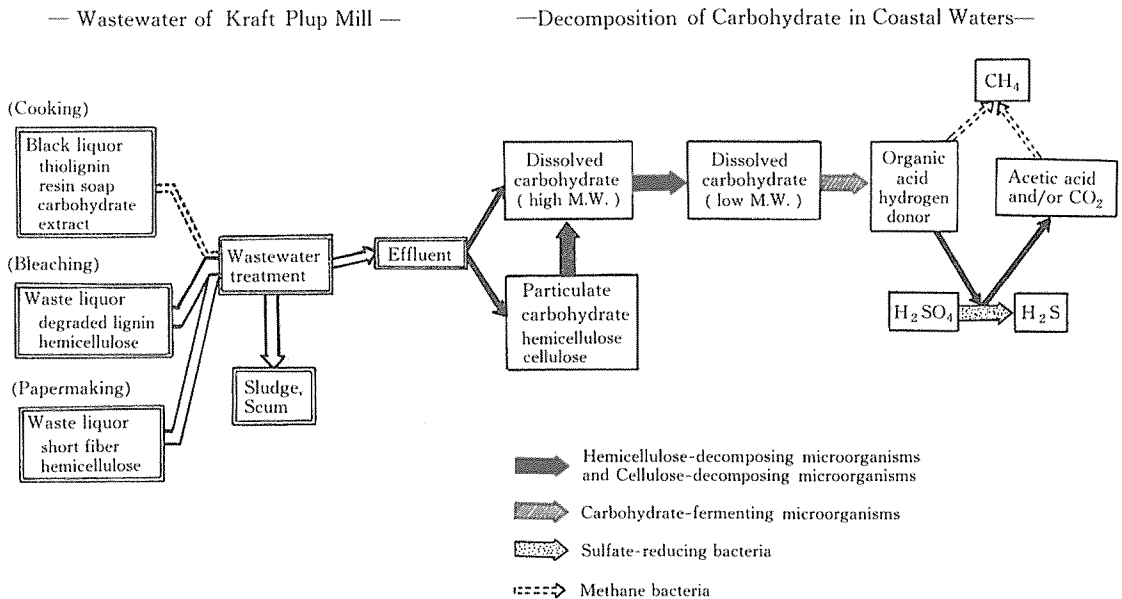 — Wastewater of Kraft Plup Mill —
—Decomposition of Carbohydrate in Coastal Waters—
(Cooking)
Black liquor
thiolignin
resin soap
carbohydrate
extract
(Bleaching)
Waste liquor
degraded lignin
hemicellulose
(Papermaking)
Waste liquor
short fiber
hemicellulose
Wastewater
treatment
Sludge,
Scum
Effluent
Dissolved
carbohydrate
( high M.W. )
Particulate
carbohydrate
hemicellulose
cellulose
Dissolved
carbohydrate
( low M.W. )
Organic
acid
hydrogen
donor
CH4
Acetic acid
and/or CO2
H2SO4
H2S
Hemicellulose-decomposing microorganisms
and Cellulose-decomposing microorganisms
Carbohydrate-fermenting microorganisms
Sulfate-reducing bacteria
Methane bacteria